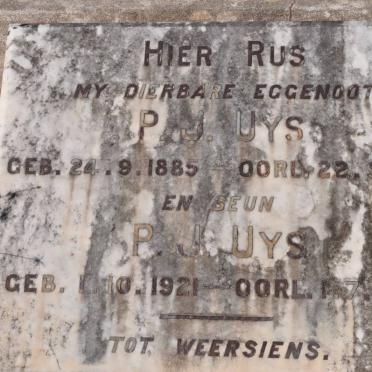 HIER RUS
MY DIERBARE EGGENOOT
P. J. UYS
GEB. 24.9.1885 — OORL. 22.
EN SEUN
P. J. UYS
GEB. 10. 1921 — OORL.
TOT WEERSIENS.